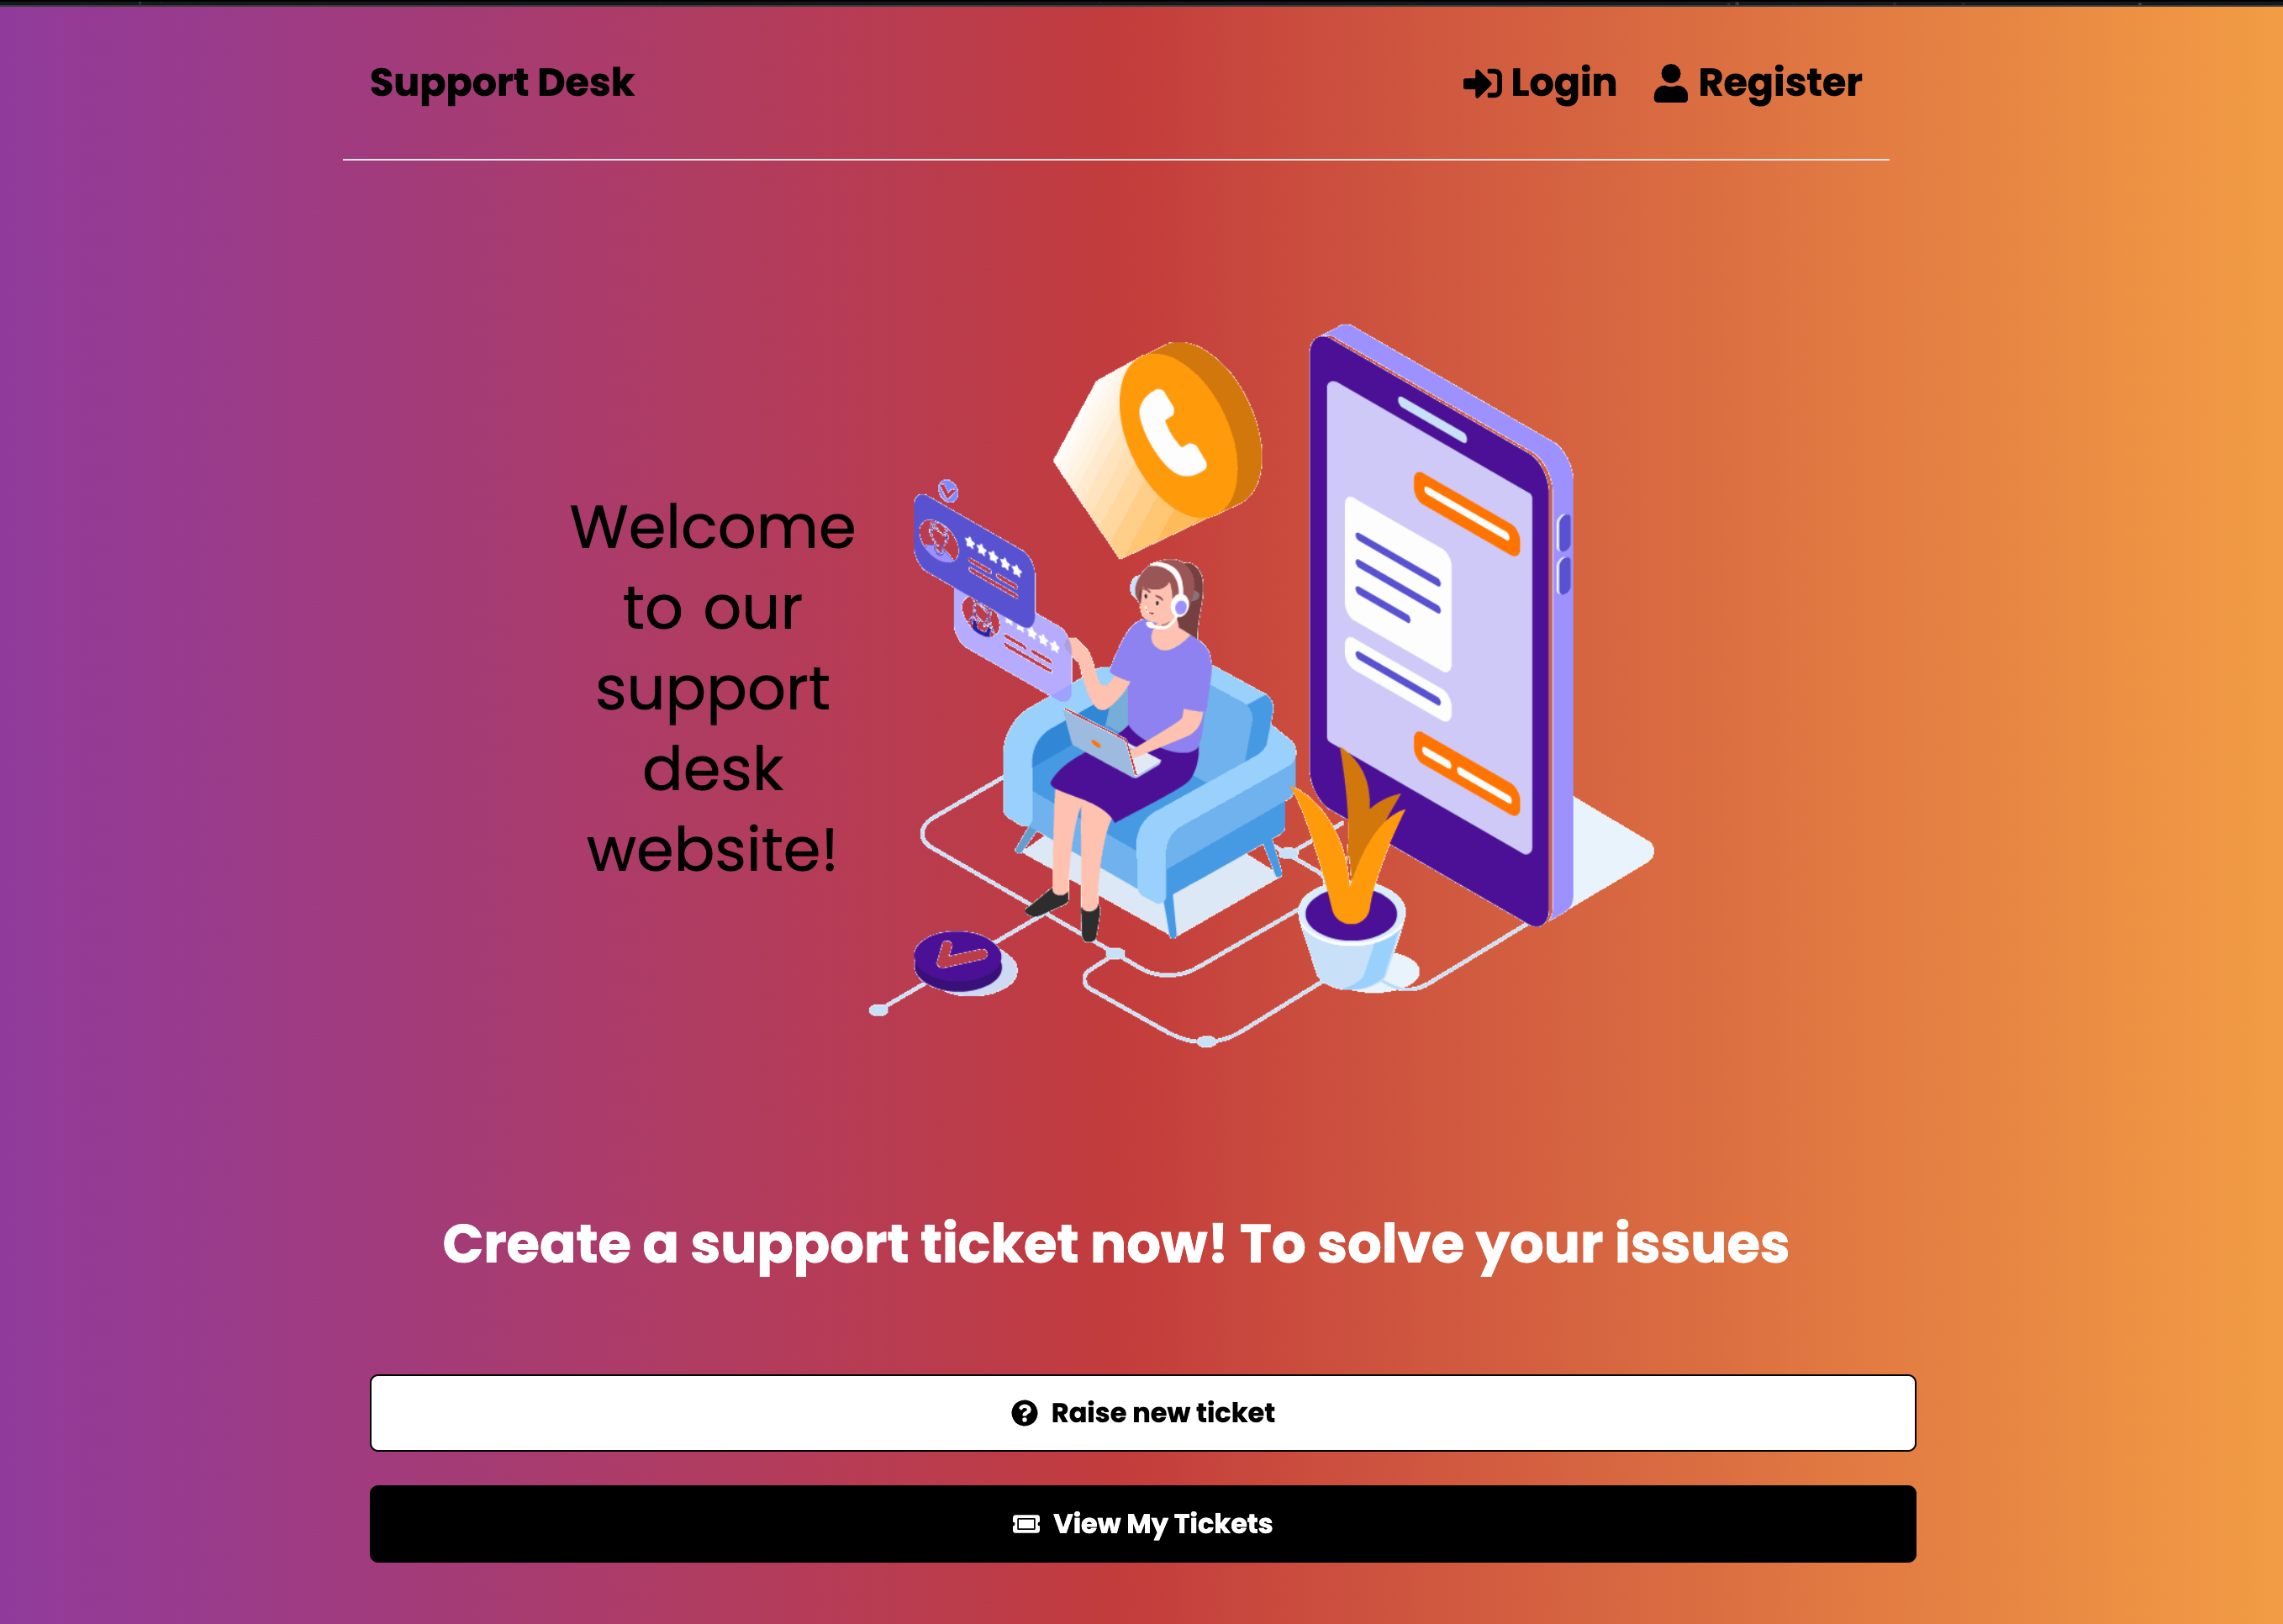 Support Desk
Login
Register
Welcome
to our
support
desk
website!
Create a support ticket now! To solve your issues
Raise new ticket
View My Tickets